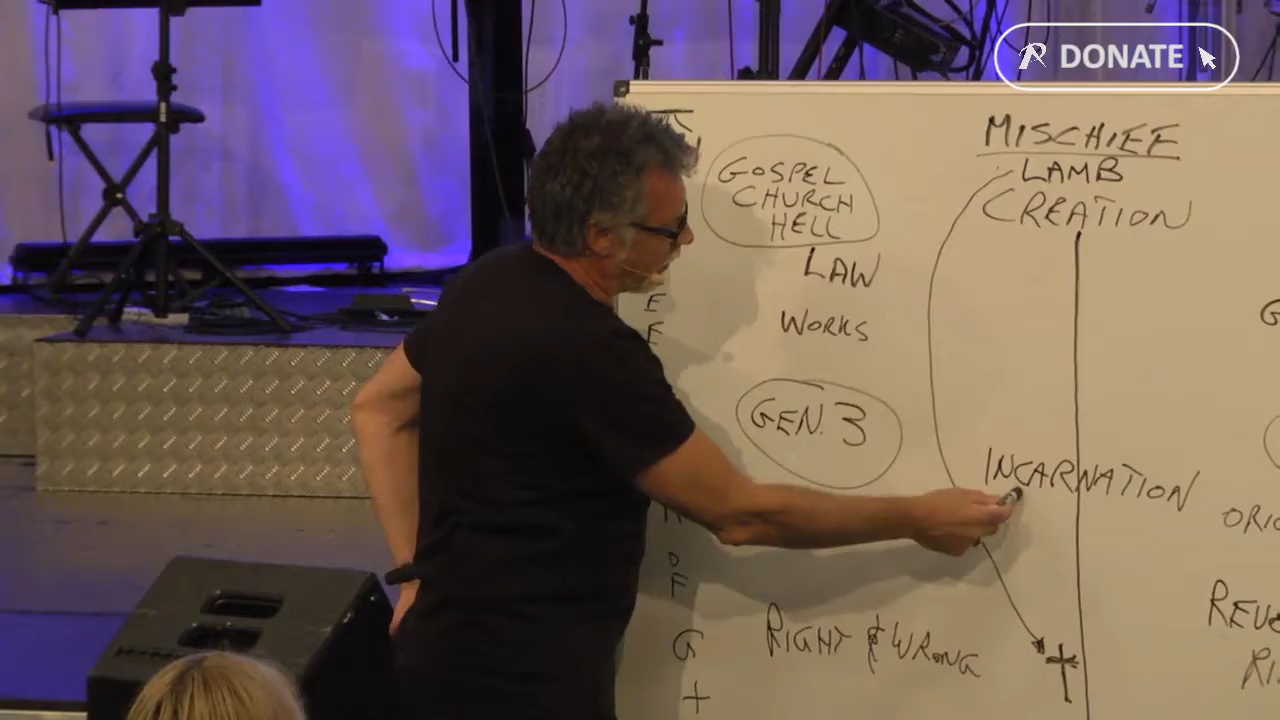 DONATE
MISCHIEF
LAMB
CREATION
GOSPEL
CHURCH
HELL
LAW
WORKS
GEN. 3
INCARNATION
RIGHT & WRONG
E
F
O
F
G